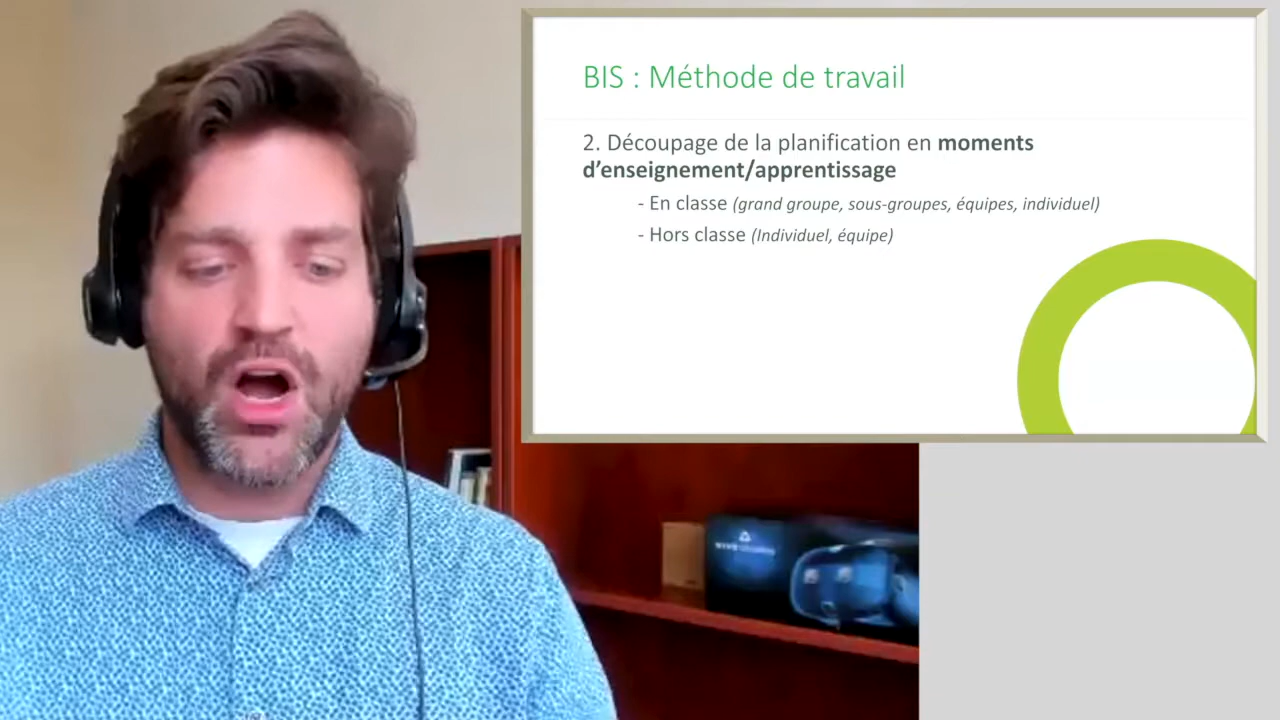 BIS : Méthode de travail
2. Découpage de la planification en moments
d’enseignement/apprentissage
- En classe (grand groupe, sous-groupes, équipes, individuel)
- Hors classe (Individuel, équipe)